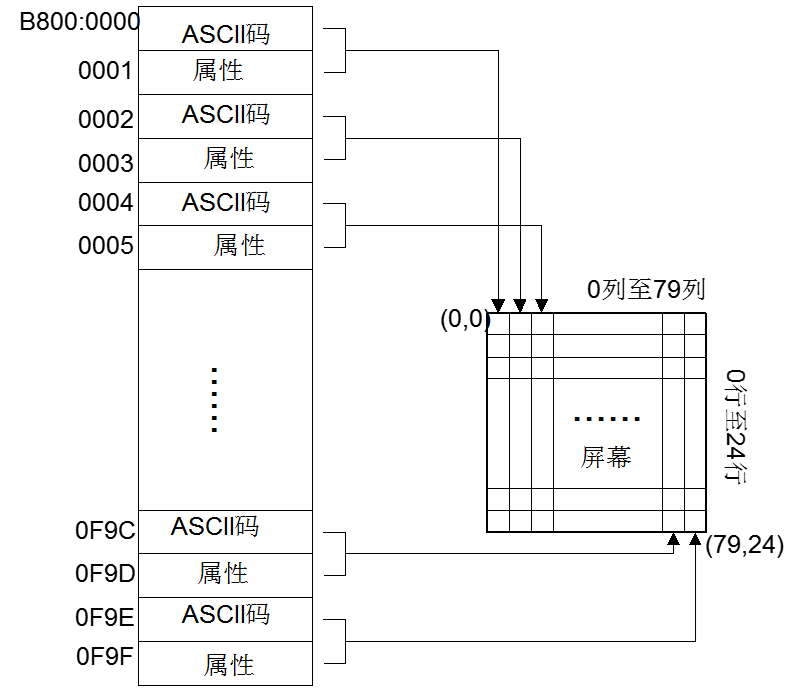 B800:0000 ASCII码
0001 属性
0002 ASCII码
0003 属性
0004 ASCII码
0005 属性
......
0F9C ASCII码
0F9D 属性
0F9E ASCII码
0F9F 属性
0列至79列
(0,0)
0行至24行
......
屏幕
(79,24)